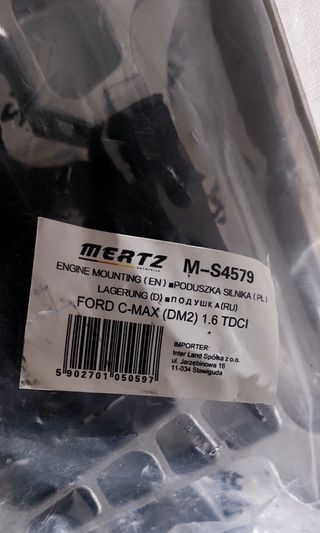 MERTZ M-S4579
ENGINE MOUNTING (EN) ■PODUSZKA SILNIKA (PL)
LAGERUNG (D) ■ПОДУШКА (RU)
FORD C-MAX (DM2) 1.6 TDCI
5 902701 050597
IMPORTER:
Inter Land Spółka z o.o.
ul. Jarzębinowa 16
11-034 Stawiguda